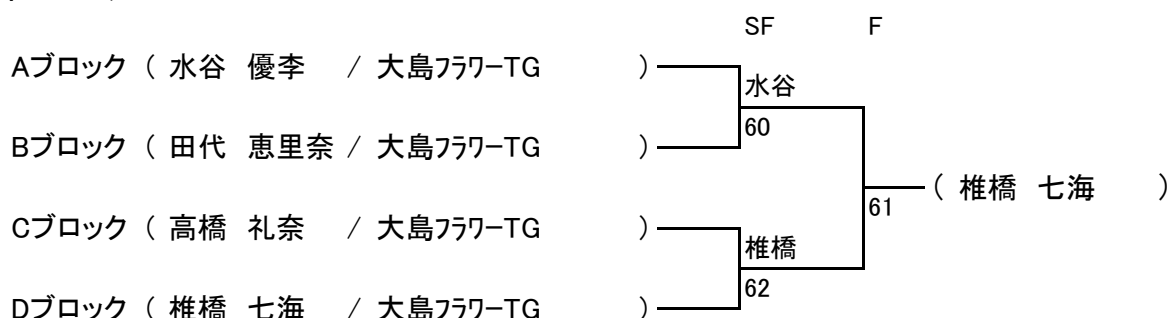 SF F
Aブロック ( 水谷 優李 / 大島フラワーTG )
水谷
60
Bブロック ( 田代 恵里奈 / 大島フラワーTG )
( 椎橋 七海 )
61
Cブロック ( 高橋 礼奈 / 大島フラワーTG )
椎橋
62
Dブロック ( 椎橋 七海 / 大島フラワーTG )